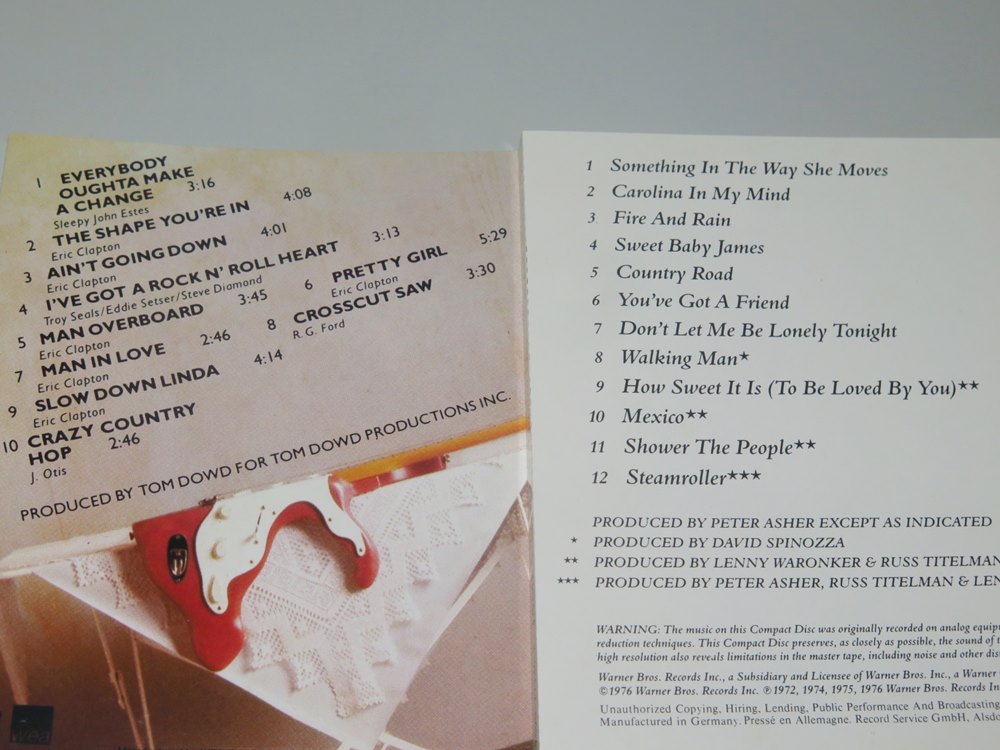 1 EVERYBODY
OUGHTA MAKE
A CHANGE 3:16
Sleepy John Estes
2 THE SHAPE YOU'RE IN 4:08
Eric Clapton
3 AIN'T GOING DOWN 4:01
Eric Clapton
4 I'VE GOT A ROCK N' ROLL HEART 3:13
Troy Seals/Eddie Setser/Steve Diamond
5 MAN OVERBOARD 3:45
Eric Clapton
6 PRETTY GIRL 5:29
Eric Clapton
7 MAN IN LOVE 2:46
Eric Clapton
8 CROSSCUT SAW 3:30
R.G. Ford
9 SLOW DOWN LINDA 4:14
Eric Clapton
10 CRAZY COUNTRY
HOP 2:46
J. Otis
PRODUCED BY TOM DOWD FOR TOM DOWD PRODUCTIONS INC.
wea
1 Something In The Way She Moves
2 Carolina In My Mind
3 Fire And Rain
4 Sweet Baby James
5 Country Road
6 You've Got A Friend
7 Don't Let Me Be Lonely Tonight
8 Walking Man★
9 How Sweet It Is (To Be Loved By You)★★
10 Mexico★★
11 Shower The People★★
12 Steamroller★★★
PRODUCED BY PETER ASHER EXCEPT AS INDICATED
★ PRODUCED BY DAVID SPINOZZA
★★ PRODUCED BY LENNY WARONKER & RUSS TITELMAN
★★★ PRODUCED BY PETER ASHER, RUSS TITELMAN & LEN
WARNING: The music on this Compact Disc was originally recorded on analog equip
reduction techniques. This Compact Disc preserves, as closely as possible, the sound of
high resolution also reveals limitations in the master tape, including noise and other dis
Warner Bros. Records Inc., a Subsidiary and Licensee of Warner Bros. Inc., a Warner
©1976 Warner Bros. Records Inc. ℗1972, 1974, 1975, 1976 Warner Bros. Records In
Unauthorized Copying, Hiring, Lending, Public Performance And Broadcasting
Manufactured in Germany. Pressé en Allemagne. Record Service GmbH, Alsdo